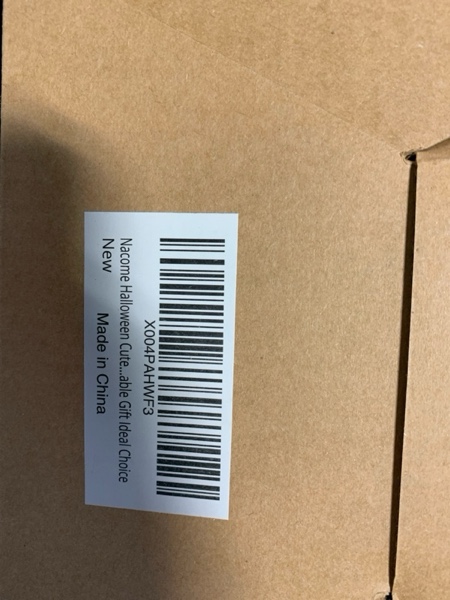 X004PAHWF3
Nacome Halloween Cute...able Gift Ideal Choice
New
Made in China